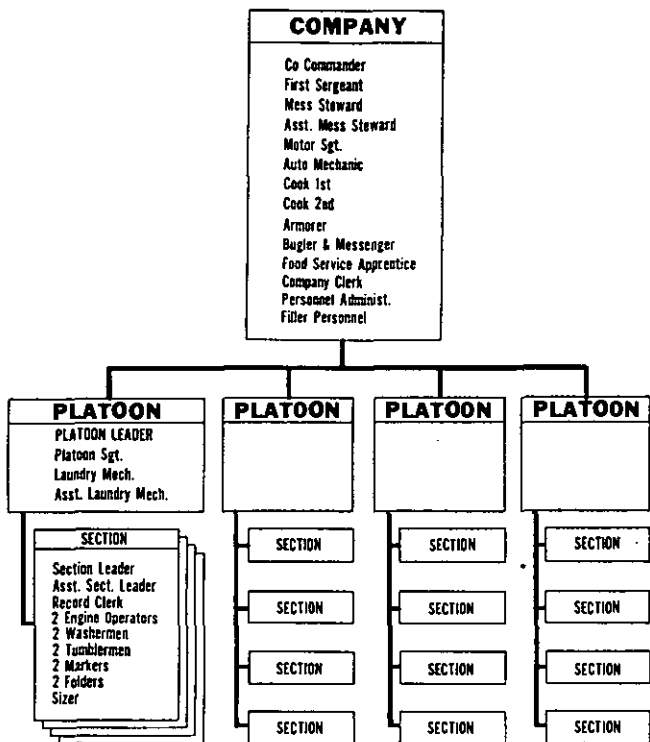 COMPANY
Co Commander
First Sergeant
Mess Steward
Asst. Mess Steward
Motor Sgt.
Auto Mechanic
Cook 1st
Cook 2nd
Armorer
Bugler & Messenger
Food Service Apprentice
Company Clerk
Personnel Administ.
Filler Personnel
PLATOON
PLATOON LEADER
Platoon Sgt.
Laundry Mech.
Asst. Laundry Mech.
SECTION
Section Leader
Asst. Sect. Leader
Record Clerk
2 Engine Operators
2 Washermen
2 Tumblermen
2 Markers
2 Folders
Sizer
PLATOON
SECTION
SECTION
SECTION
SECTION
PLATOON
SECTION
SECTION
SECTION
SECTION
PLATOON
SECTION
SECTION
SECTION
SECTION